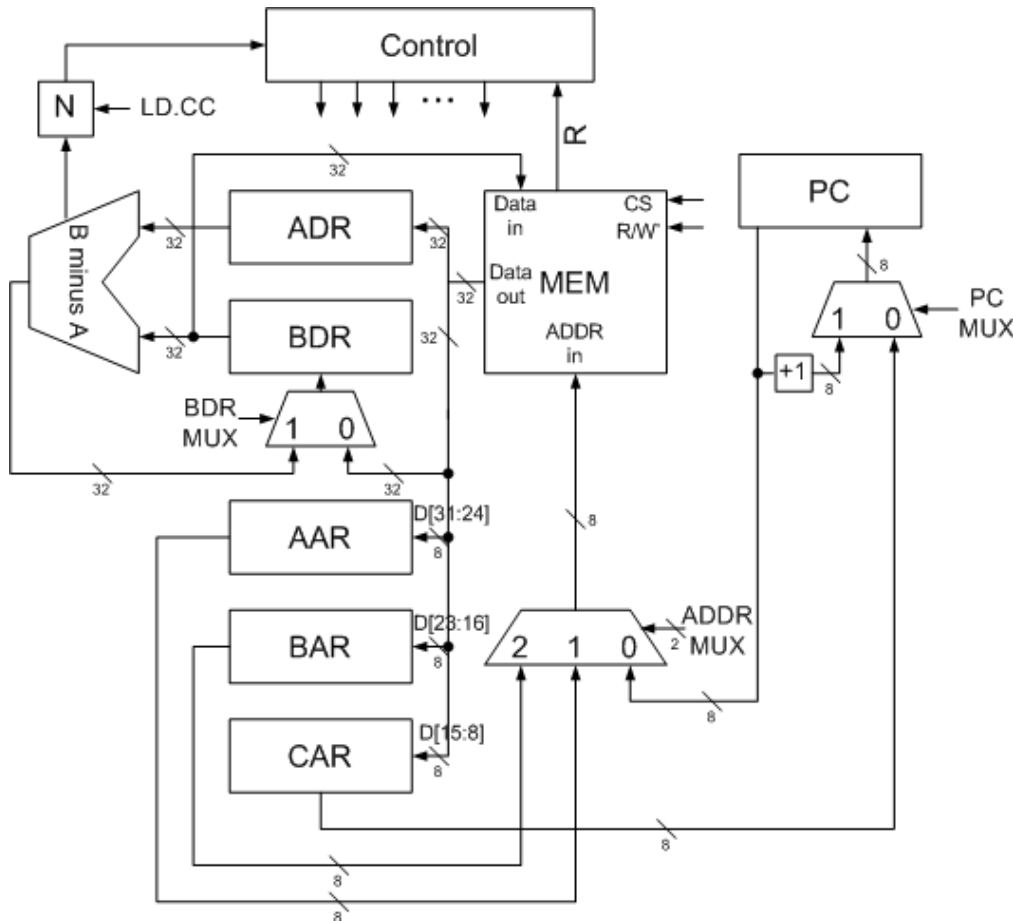 Control
N
LD.CC
...
R
32
B minus A
ADR
32
32
Data
in
CS
R/W'
MEM
Data
out
32
ADDR
in
PC
8
PC
MUX
1 0
+1
8
BDR
32
32
BDR
MUX
1 0
32
32
AAR
D[31:24]
8
8
BAR
D[23:16]
8
2 1 0
ADDR
MUX
2
8
CAR
D[15:8]
8
8
8
8